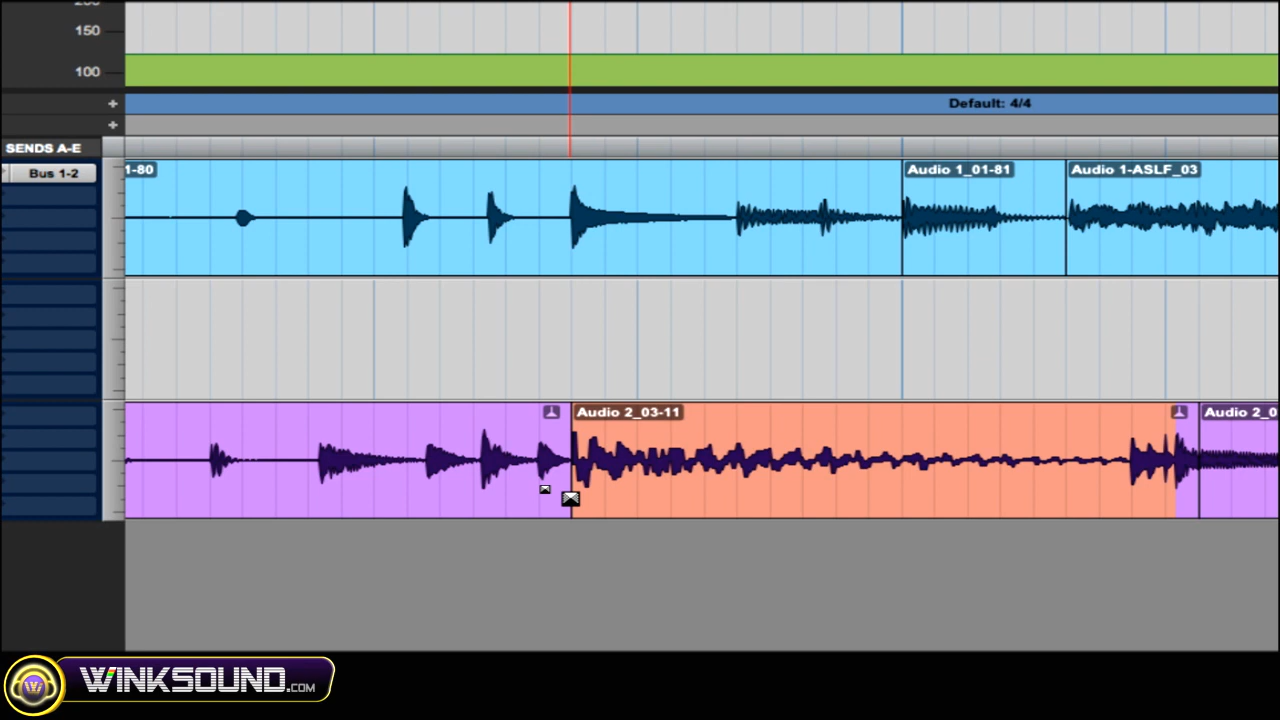 150
100
+
Default: 4/4
+
SENDS A-E
Bus 1-2
1-80
Audio 1_01-81
Audio 1-ASLF_03
Audio 2_03-11
Audio 2_0
WINKSOUND.COM